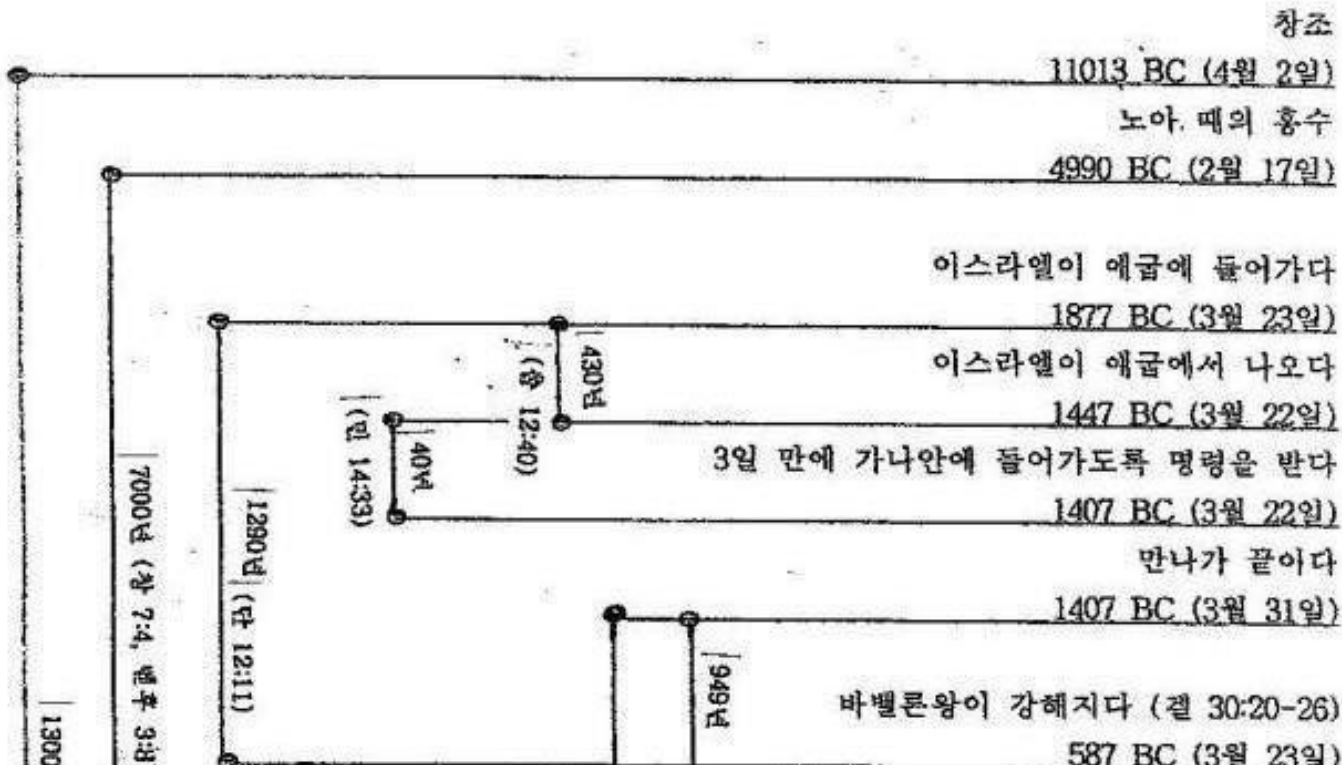 창조
11013 BC (4월 2일)
노아 때의 홍수
4990 BC (2월 17일)
이스라엘이 애굽에 들어가다
1877 BC (3월 23일)
이스라엘이 애굽에서 나오다
1447 BC (3월 22일)
3일 만에 가나안에 들어가도록 명령을 받다
1407 BC (3월 22일)
만나가 끝이다
1407 BC (3월 31일)
바벨론왕이 강해지다 (겔 30:20-26)
587 BC (3월 23일)
430년
(출 12:40)
40년
(민 14:33)
1290년 (단 12:11)
949년
7000년 (창 7:4, 벧후 3:8
1300